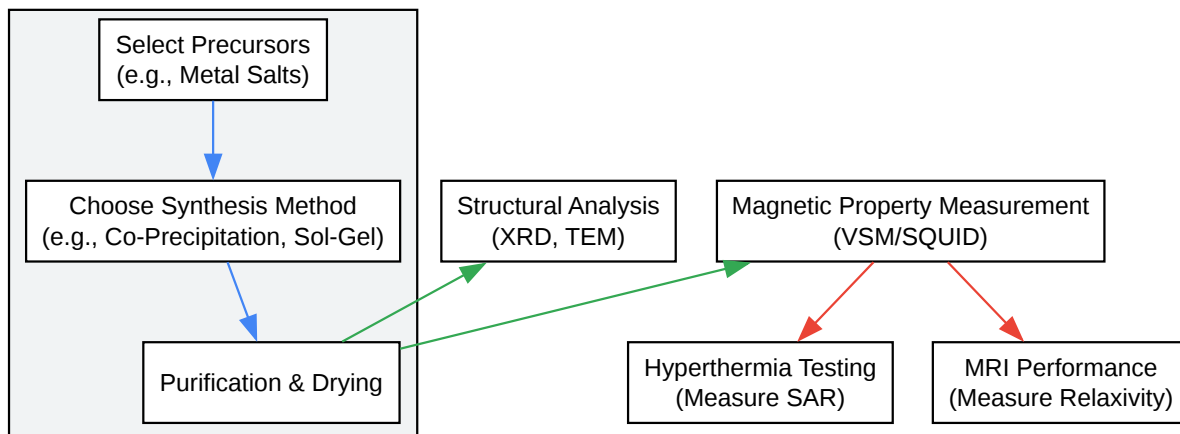 Select Precursors
(e.g., Metal Salts)
Choose Synthesis Method
(e.g., Co-Precipitation, Sol-Gel)
Structural Analysis
(XRD, TEM)
Magnetic Property Measurement
(VSM/SQUID)
Purification & Drying
Hyperthermia Testing
(Measure SAR)
MRI Performance
(Measure Relaxivity)